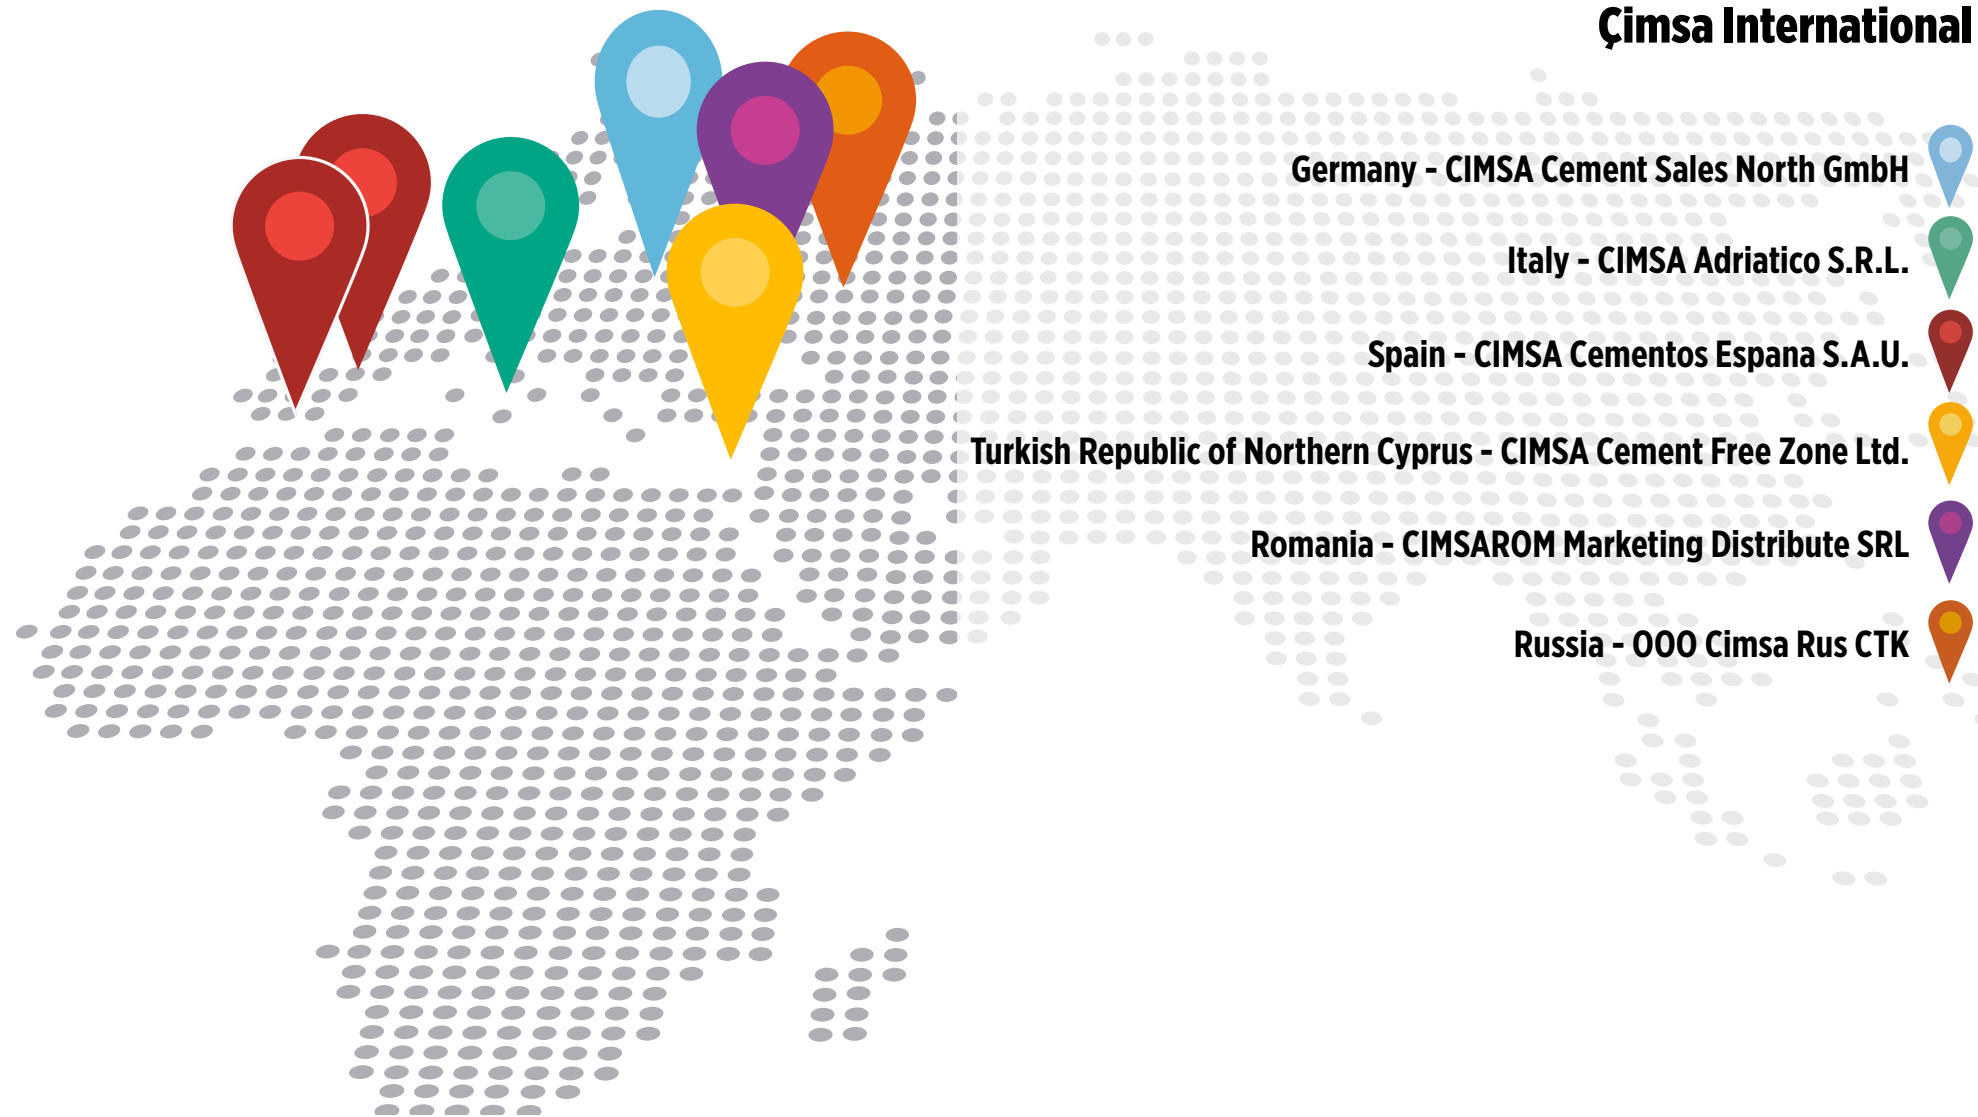 Çimsa International
Germany - CIMSA Cement Sales North GmbH
Italy - CIMSA Adriatico S.R.L.
Spain - CIMSA Cementos Espana S.A.U.
Turkish Republic of Northern Cyprus - CIMSA Cement Free Zone Ltd.
Romania - CIMSAROM Marketing Distribute SRL
Russia - OOO Cimsa Rus CTK